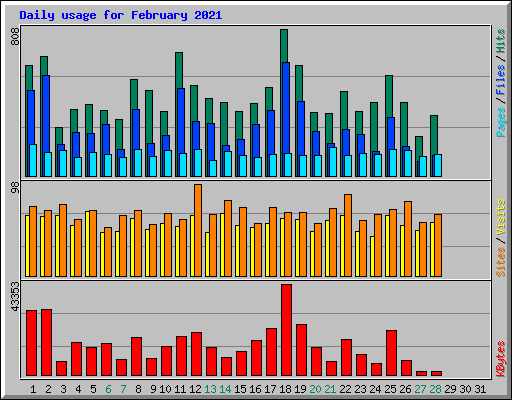 Daily usage for February 2021
808
Pages / Files / Hits
98
Sites / Visits
43353
KBytes
1 2 3 4 5 6 7 8 9 10 11 12 13 14 15 16 17 18 19 20 21 22 23 24 25 26 27 28 29 30 31